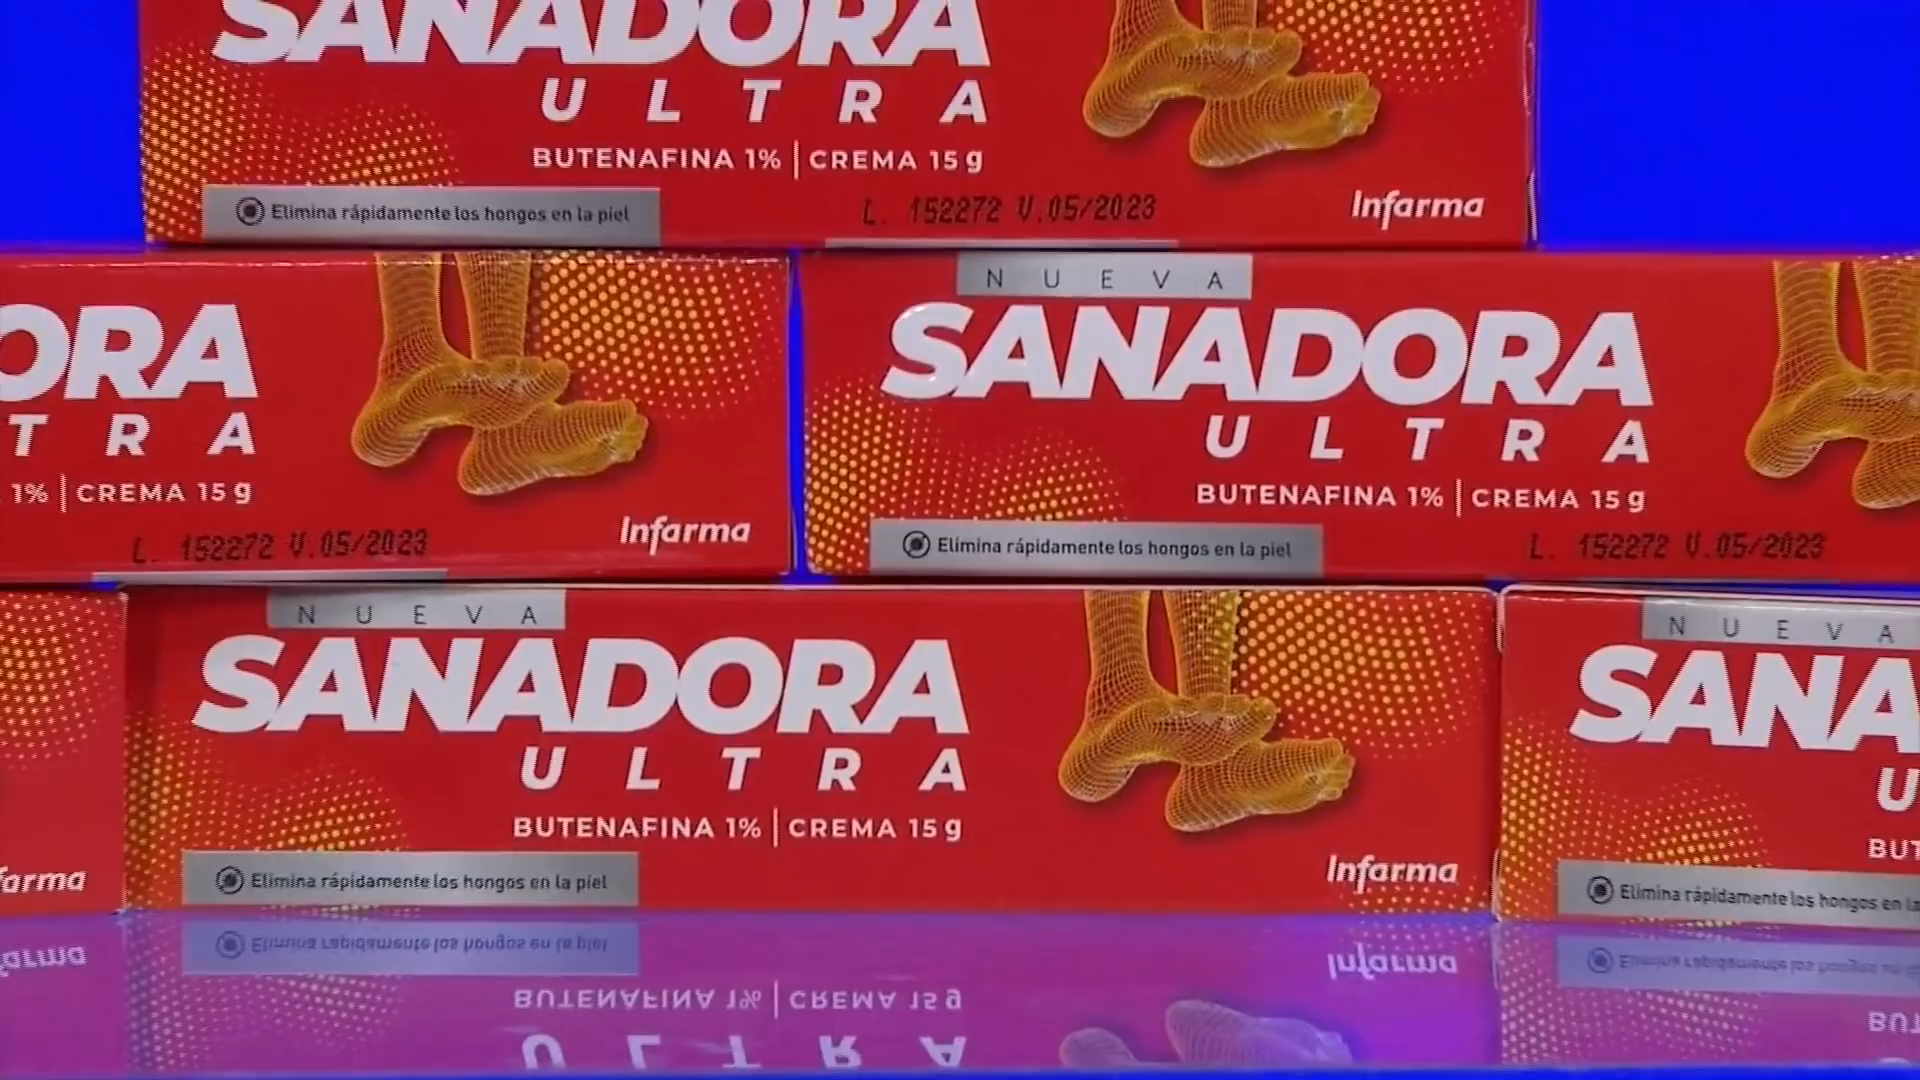 SANADORA
ULTRA
BUTENAFINA 1% | CREMA 15 g
Elimina rápidamente los hongos en la piel
L. 152272 V.05/2023
Infarma
ORA
TRA
1% | CREMA 15 g
L. 152272 V.05/2023
Infarma
NUEVA
SANADORA
ULTRA
BUTENAFINA 1% | CREMA 15 g
Elimina rápidamente los hongos en la piel
L. 152272 V.05/2023
farma
NUEVA
SANADORA
ULTRA
BUTENAFINA 1% | CREMA 15 g
Elimina rápidamente los hongos en la piel
Infarma
NUEVA
SANA
U
BUT
Elimina rápidamente los hongos en la